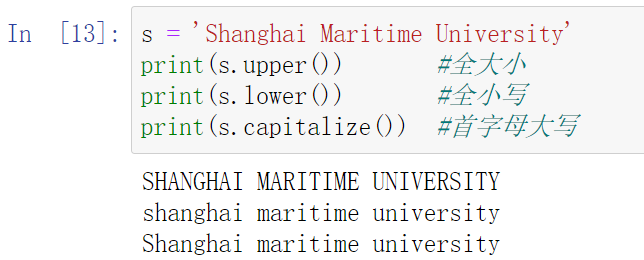 In [13]: s = 'Shanghai Maritime University'
print(s.upper()) #全大小
print(s.lower()) #全小写
print(s.capitalize()) #首字母大写
SHANGHAI MARITIME UNIVERSITY
shanghai maritime university
Shanghai maritime university